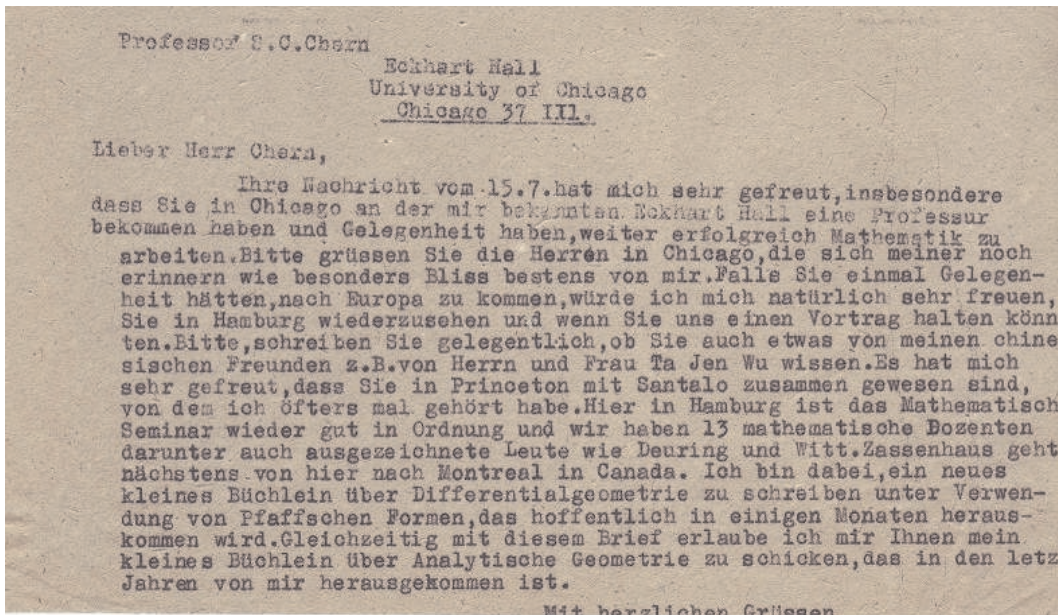 Professor S.C.Chern
Eckhart Hall
University of Chicago
Chicago 37 Ill.
Lieber Herr Chern,
Ihre Nachricht vom 15.7.hat mich sehr gefreut,insbesondere
dass Sie in Chicago an der mir bekannten Eckhart Hall eine Professur
bekommen haben und Gelegenheit haben,weiter erfolgreich Mathematik zu
arbeiten.Bitte grüssen Sie die Herren in Chicago,die sich meiner noch
erinnern wie besonders Bliss bestens von mir.Falls Sie einmal Gelegen-
heit hätten,nach Europa zu kommen,würde ich mich natürlich sehr freuen,
Sie in Hamburg wiederzusehen und wenn Sie uns einen Vortrag halten könn
ten.Bitte,schreiben Sie gelegentlich,ob Sie auch etwas von meinen chine
sischen Freunden z.B.von Herrn und Frau Ta Jen Wu wissen.Es hat mich
sehr gefreut,dass Sie in Princeton mit Santalo zusammen gewesen sind,
von dem ich öfters mal gehört habe.Hier in Hamburg ist das Mathematisch
Seminar wieder gut in Ordnung und wir haben 13 mathematische Dozenten
darunter auch ausgezeichnete Leute wie Deuring und Witt.Zassenhaus geht
nächstens von hier nach Montreal in Canada. Ich bin dabei,ein neues
kleines Büchlein über Differentialgeometrie zu schreiben unter Verwen-
dung von Pfaffschen Formen,das hoffentlich in einigen Monaten heraus-
kommen wird.Gleichzeitig mit diesem Brief erlaube ich mir Ihnen mein
kleines Büchlein über Analytische Geometrie zu schicken,das in den letz
Jahren von mir herausgekommen ist.
Mit herzlichen Grüssen